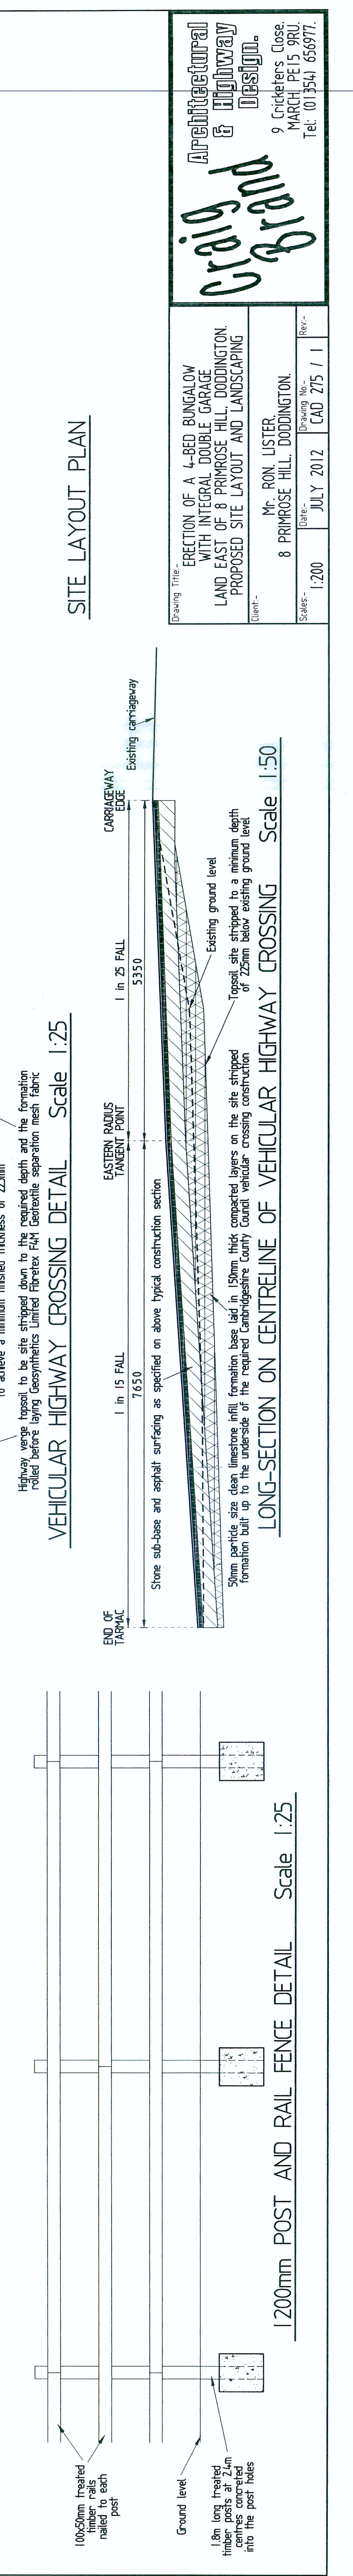 100x50mm treated
timber rails
nailed to each
post
Ground level
1.8m long treated
timber posts at 2.4m
centres concreted
into the post holes
1200mm POST AND RAIL FENCE DETAIL Scale 1:25
To achieve a minimum finished thickness of 225mm
Highway verge topsoil to be site stripped down to the required depth and the formation
rolled before laying Geosynthetics Limited Fibretex F4M Geotextile separation mesh fabric
VEHICULAR HIGHWAY CROSSING DETAIL Scale 1:25
END OF
TARMAC
1 in 15 FALL
7650
EASTERN RADIUS
TANGENT POINT
1 in 25 FALL
5350
CARRIAGEWAY
EDGE
Existing carriageway
Stone sub-base and asphalt surfacing as specified on above typical construction section
Existing ground level
Topsoil site stripped to a minimum depth
of 225mm below existing ground level
50mm particle size clean limestone infill formation base laid in 150mm thick compacted layers on the site stripped
formation built up to the underside of the required Cambridgeshire County Council vehicular crossing construction
LONG-SECTION ON CENTRELINE OF VEHICULAR HIGHWAY CROSSING Scale 1:50
SITE LAYOUT PLAN
Drawing Title:-
ERECTION OF A 4-BED BUNGALOW
WITH INTEGRAL DOUBLE GARAGE
LAND EAST OF 8 PRIMROSE HILL, DODDINGTON.
PROPOSED SITE LAYOUT AND LANDSCAPING
Client:-
Mr. RON. LISTER.
8 PRIMROSE HILL, DODDINGTON.
Scales:-
1:200
Date:-
JULY 2012
Drawing No:-
CAD 275 / 1
Rev:-
Craig
Brand
Architectural
& Highway
Design.
9 Cricketers Close.
MARCH. PE15 9RU.
Tel: (01354) 656977.